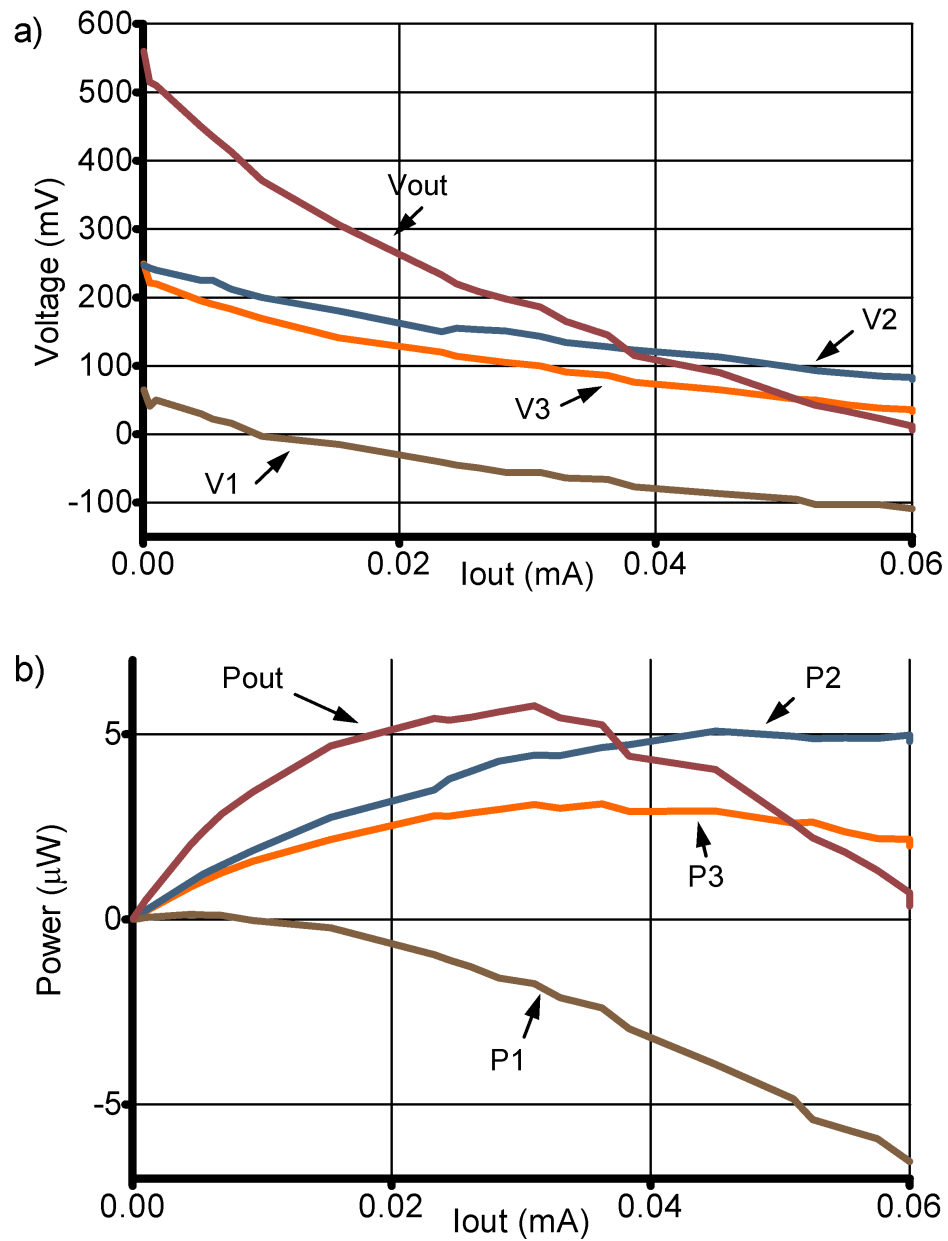 a)
600
500
400
300
200
100
0
-100
Voltage (mV)
Vout
V2
V3
V1
0.00
0.02
0.04
0.06
Iout (mA)
b)
Pout
P2
5
0
-5
Power (μW)
P3
P1
0.00
0.02
0.04
0.06
Iout (mA)